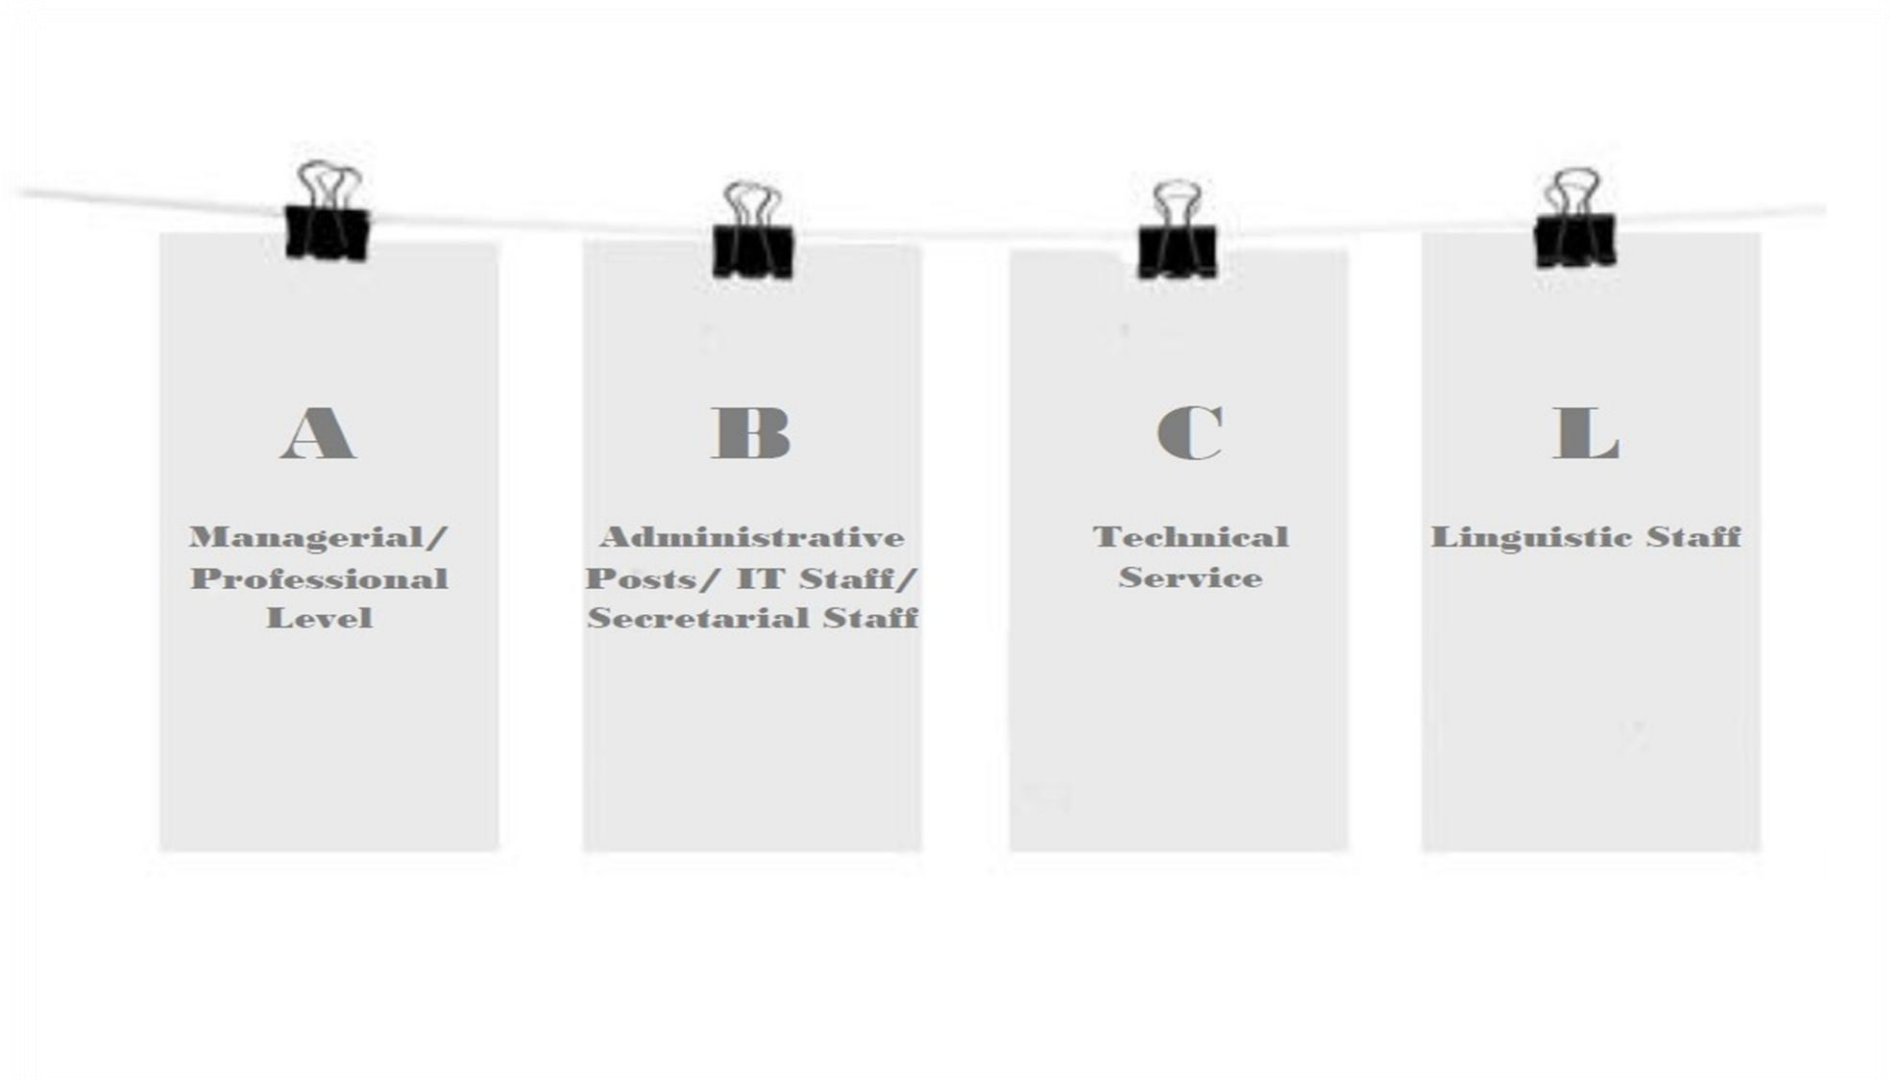 A
Managerial/
Professional
Level
B
Administrative
Posts/ IT Staff/
Secretarial Staff
C
Technical
Service
L
Linguistic Staff